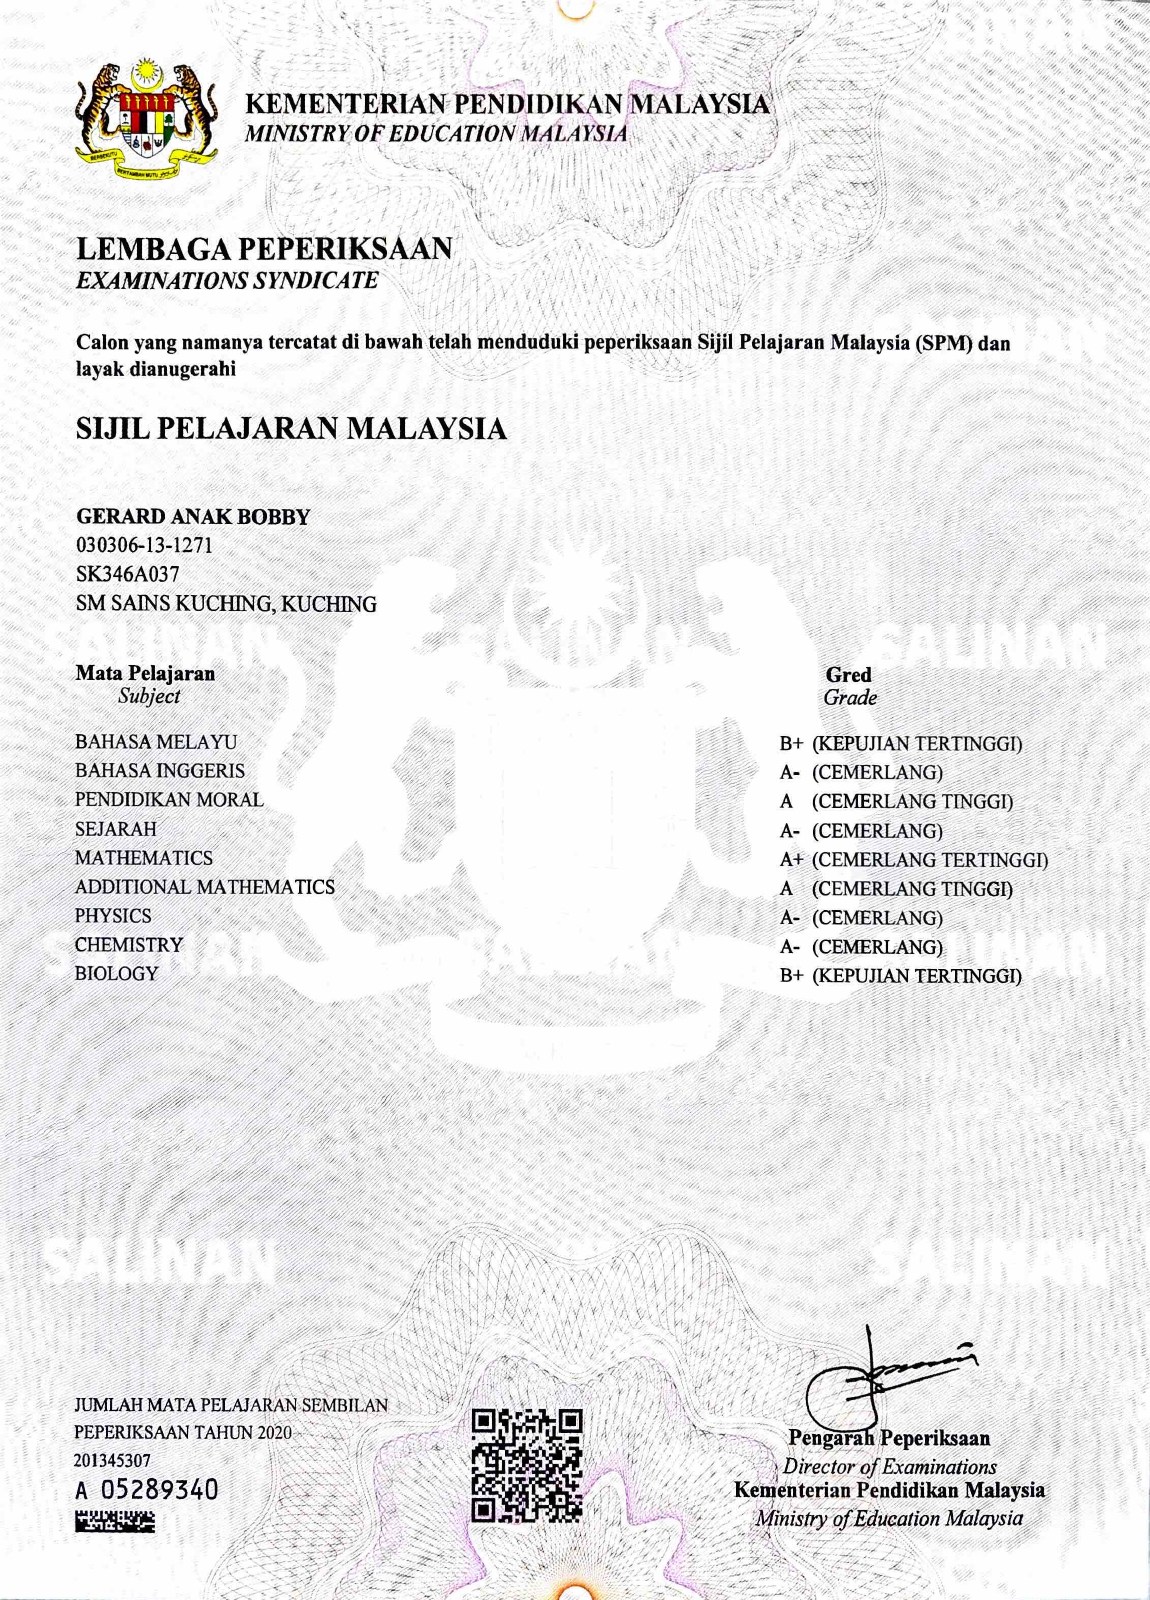 KEMENTERIAN PENDIDIKAN MALAYSIA
MINISTRY OF EDUCATION MALAYSIA
BERSEKUTU
BERTAMBAH MUTU
LEMBAGA PEPERIKSAAN
EXAMINATIONS SYNDICATE
Calon yang namanya tercatat di bawah telah menduduki peperiksaan Sijil Pelajaran Malaysia (SPM) dan
layak dianugerahi
SIJIL PELAJARAN MALAYSIA
GERARD ANAK BOBBY
030306-13-1271
SK346A037
SM SAINS KUCHING, KUCHING
SALINAN SALINAN SALINAN
Mata Pelajaran Gred
Subject Grade
BAHASA MELAYU B+ (KEPUJIAN TERTINGGI)
BAHASA INGGERIS A- (CEMERLANG)
PENDIDIKAN MORAL A (CEMERLANG TINGGI)
SEJARAH A- (CEMERLANG)
MATHEMATICS A+ (CEMERLANG TERTINGGI)
ADDITIONAL MATHEMATICS A (CEMERLANG TINGGI)
PHYSICS A- (CEMERLANG)
CHEMISTRY A- (CEMERLANG)
BIOLOGY B+ (KEPUJIAN TERTINGGI)
SALINAN SALINAN
JUMLAH MATA PELAJARAN SEMBILAN
PEPERIKSAAN TAHUN 2020
201345307
A 05289340
Pengarah Peperiksaan
Director of Examinations
Kementerian Pendidikan Malaysia
Ministry of Education Malaysia